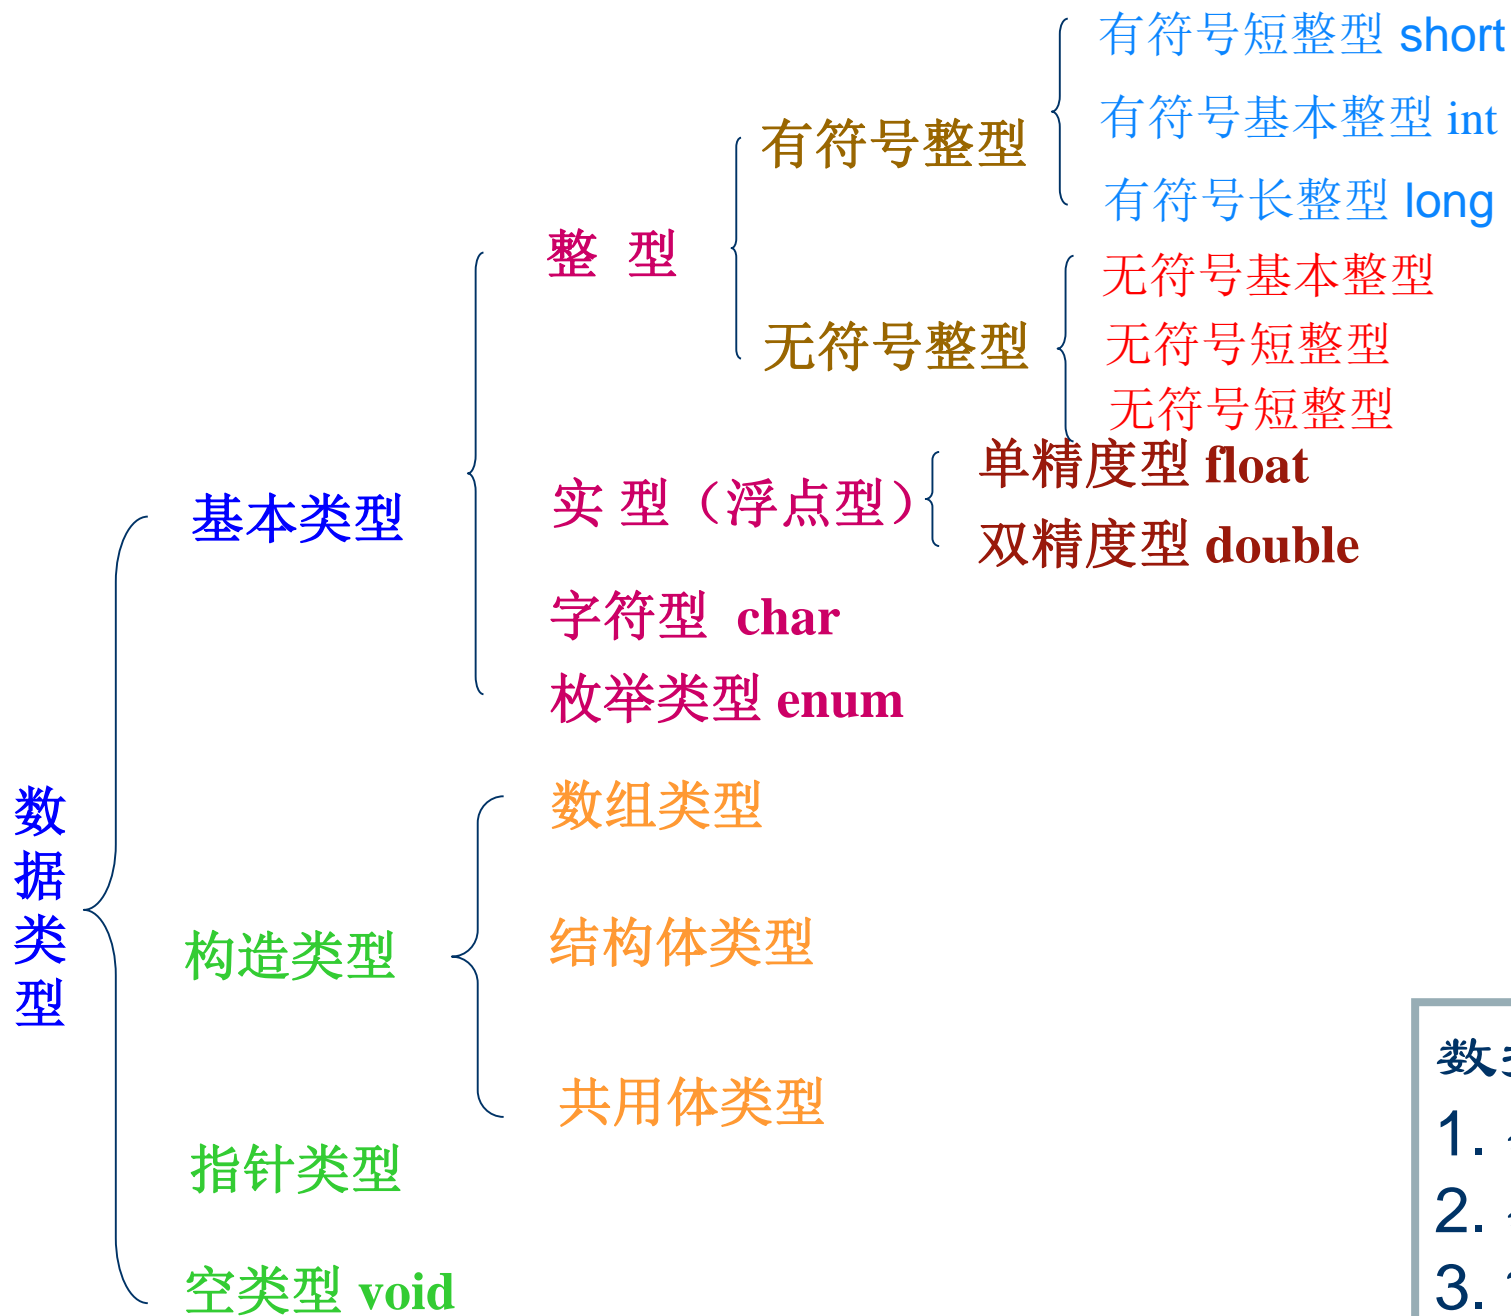 有符号短整型 short
有符号基本整型 int
有符号长整型 long
有符号整型
整 型
无符号整型
无符号基本整型
无符号短整型
无符号短整型
基本类型
实 型（浮点型）
单精度型 float
双精度型 double
字符型 char
枚举类型 enum
数据类型
构造类型
数组类型
结构体类型
共用体类型
指针类型
空类型 void
数
1.
2.
3.